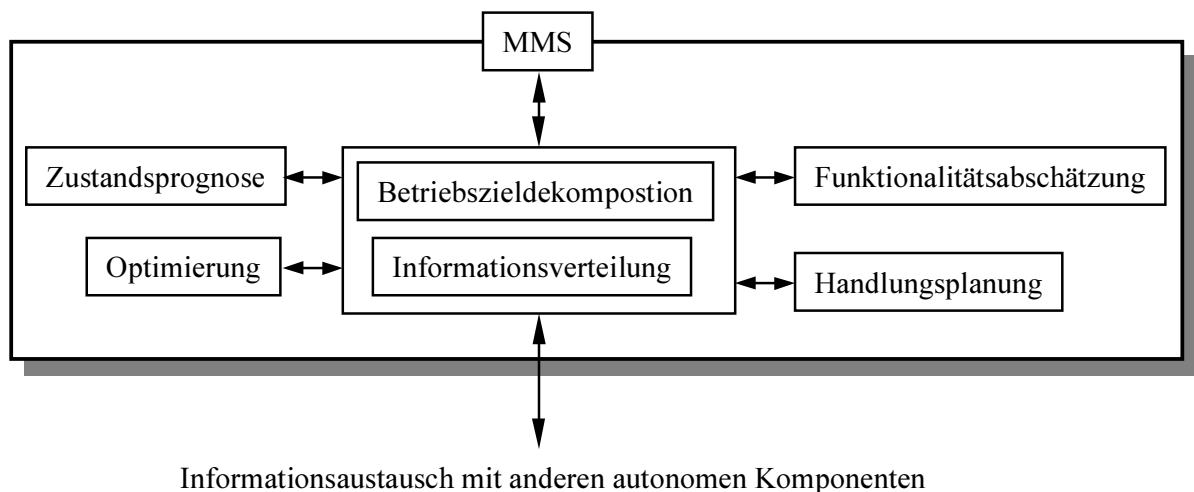 MMS
Zustandsprognose
Betriebszieldekompostion
Funktionalitätsabschätzung
Optimierung
Informationsverteilung
Handlungsplanung
Informationsaustausch mit anderen autonomen Komponenten